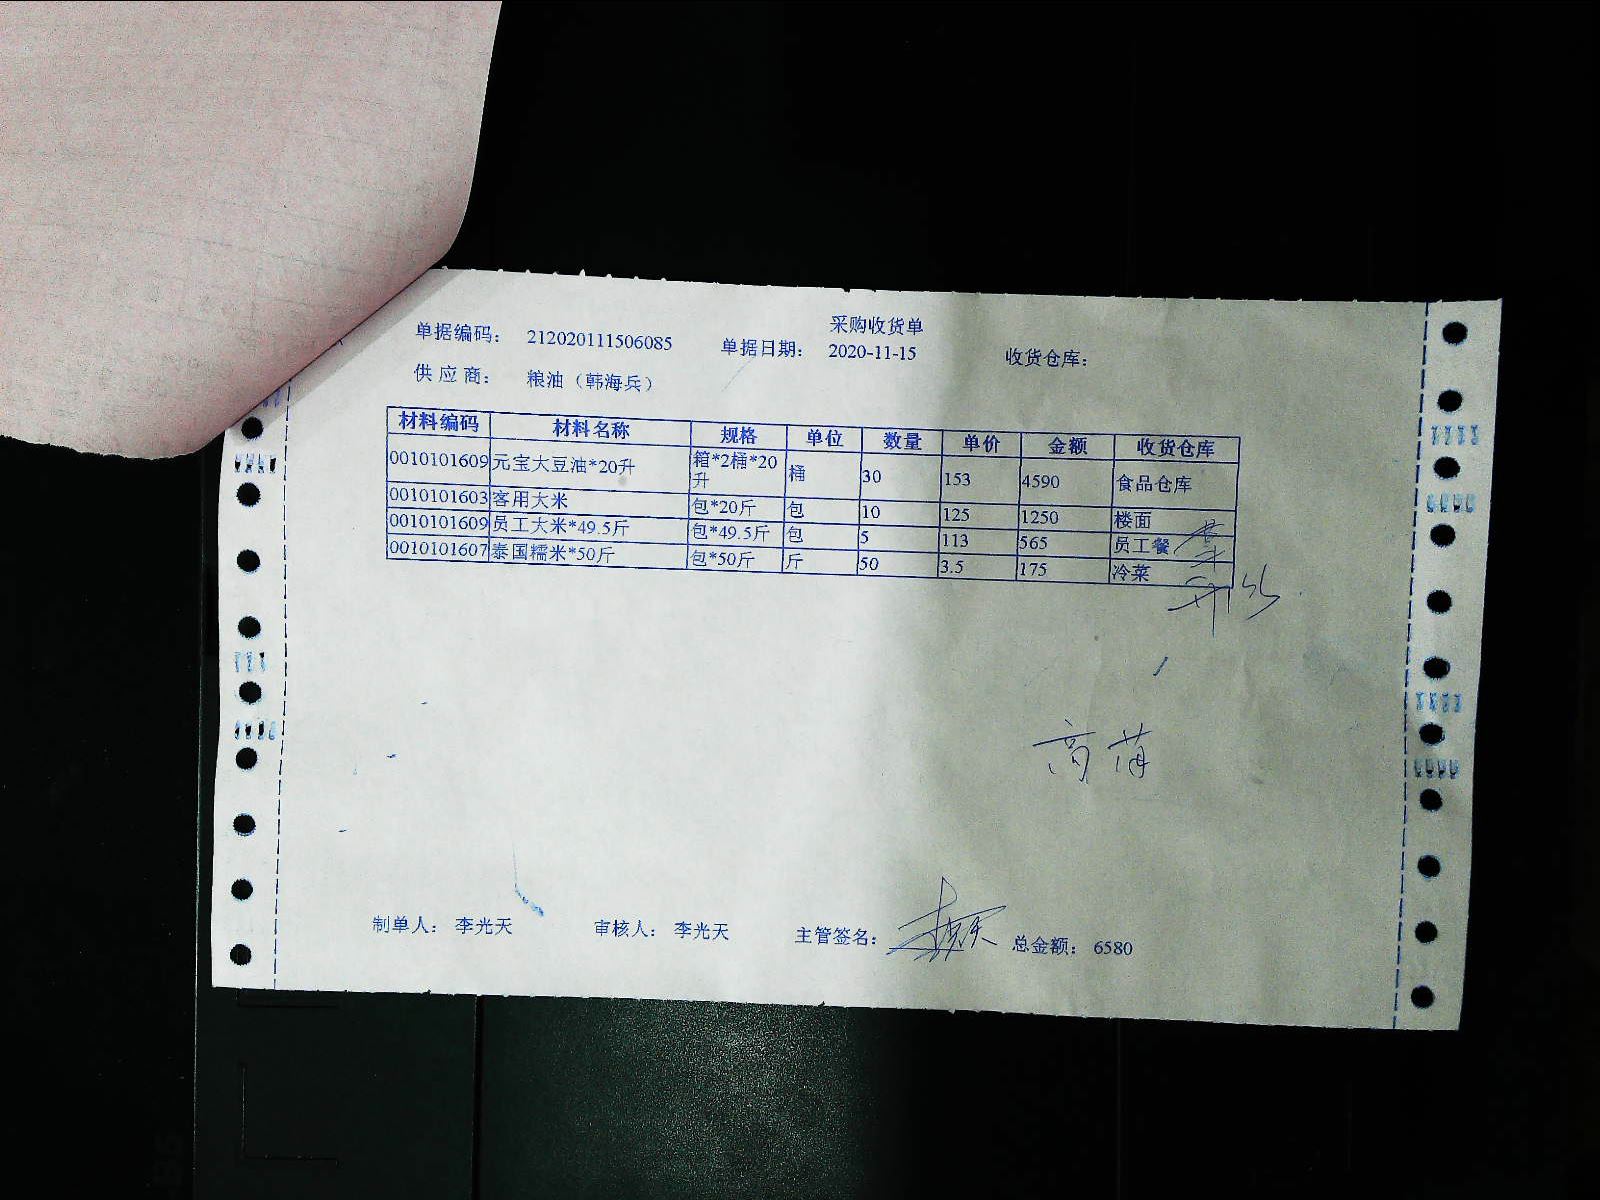 采购收货单
单据编码： 212020111506085 单据日期： 2020-11-15 收货仓库：
供 应 商： 粮油（韩海兵）
材料编码 材料名称 规格 单位 数量 单价 金额 收货仓库
0010101609 元宝大豆油*20升 箱*2桶*20升 桶 30 153 4590 食品仓库
0010101603 客用大米 包*20斤 包 10 125 1250 楼面
0010101609 员工大米*49.5斤 包*49.5斤 包 5 113 565 员工餐
0010101607 泰国糯米*50斤 包*50斤 斤 50 3.5 175 冷菜
制单人： 李光天 审核人： 李光天 主管签名： 总金额： 6580